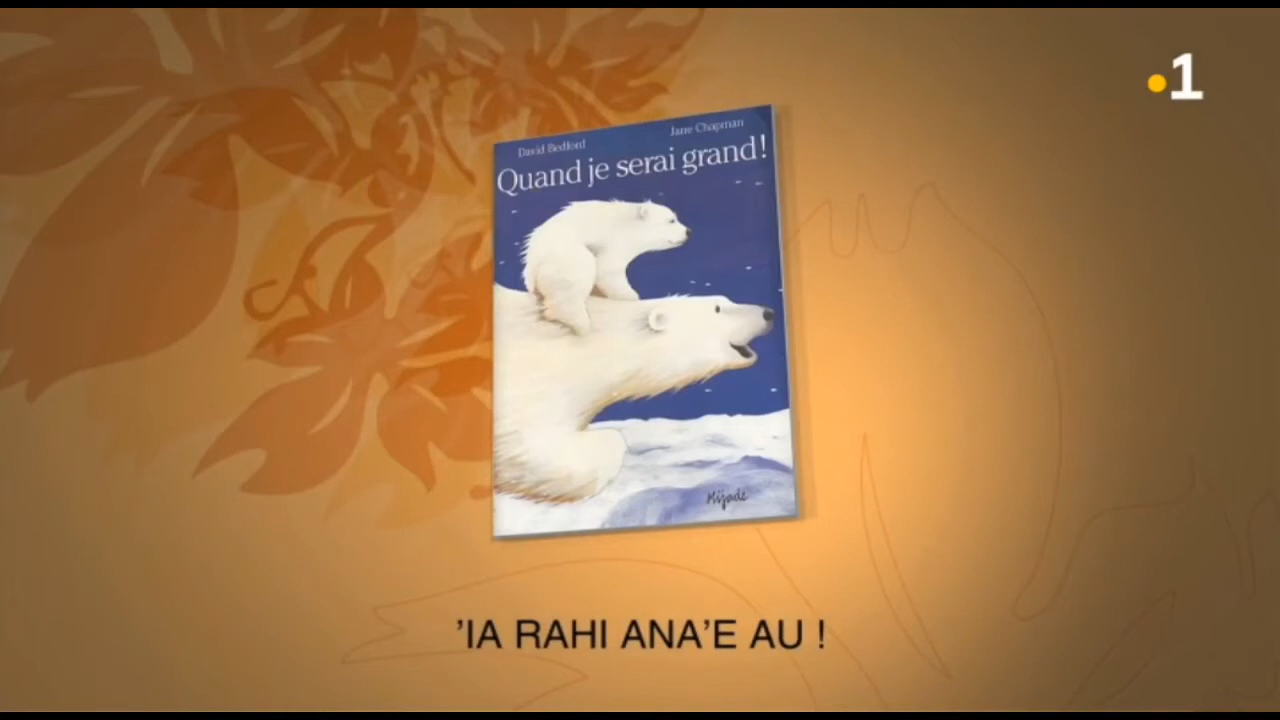 1
David Bedford
Jane Chapman
Quand je serai grand!
Mijade
'IA RAHI ANA'E AU !